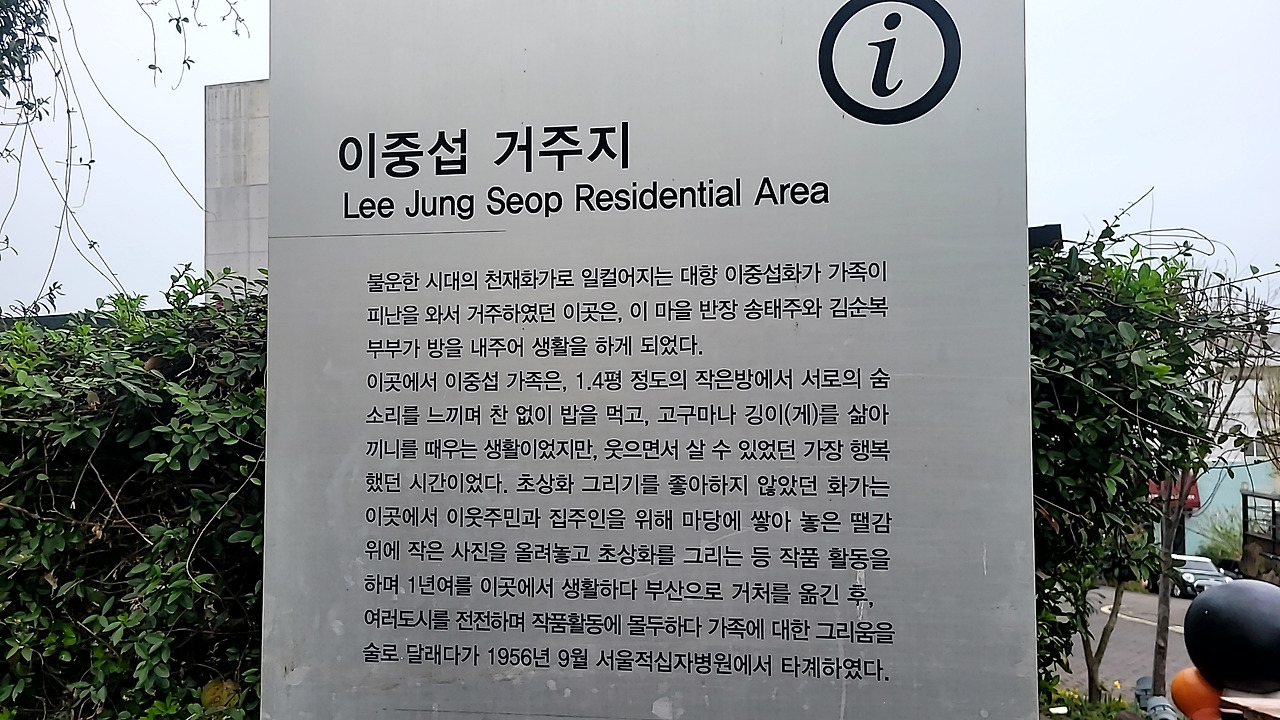 i
이중섭 거주지
Lee Jung Seop Residential Area
불운한 시대의 천재화가로 일컬어지는 대향 이중섭화가 가족이
피난을 와서 거주하였던 이곳은, 이 마을 반장 송태주와 김순복
부부가 방을 내주어 생활을 하게 되었다.
이곳에서 이중섭 가족은, 1.4평 정도의 작은방에서 서로의 숨
소리를 느끼며 찬 없이 밥을 먹고, 고구마나 깅이(게)를 삶아
끼니를 때우는 생활이었지만, 웃으면서 살 수 있었던 가장 행복
했던 시간이었다. 초상화 그리기를 좋아하지 않았던 화가는
이곳에서 이웃주민과 집주인을 위해 마당에 쌓아 놓은 땔감
위에 작은 사진을 올려놓고 초상화를 그리는 등 작품 활동을
하며 1년여를 이곳에서 생활하다 부산으로 거처를 옮긴 후,
여러도시를 전전하며 작품활동에 몰두하다 가족에 대한 그리움을
술로 달래다가 1956년 9월 서울적십자병원에서 타계하였다.